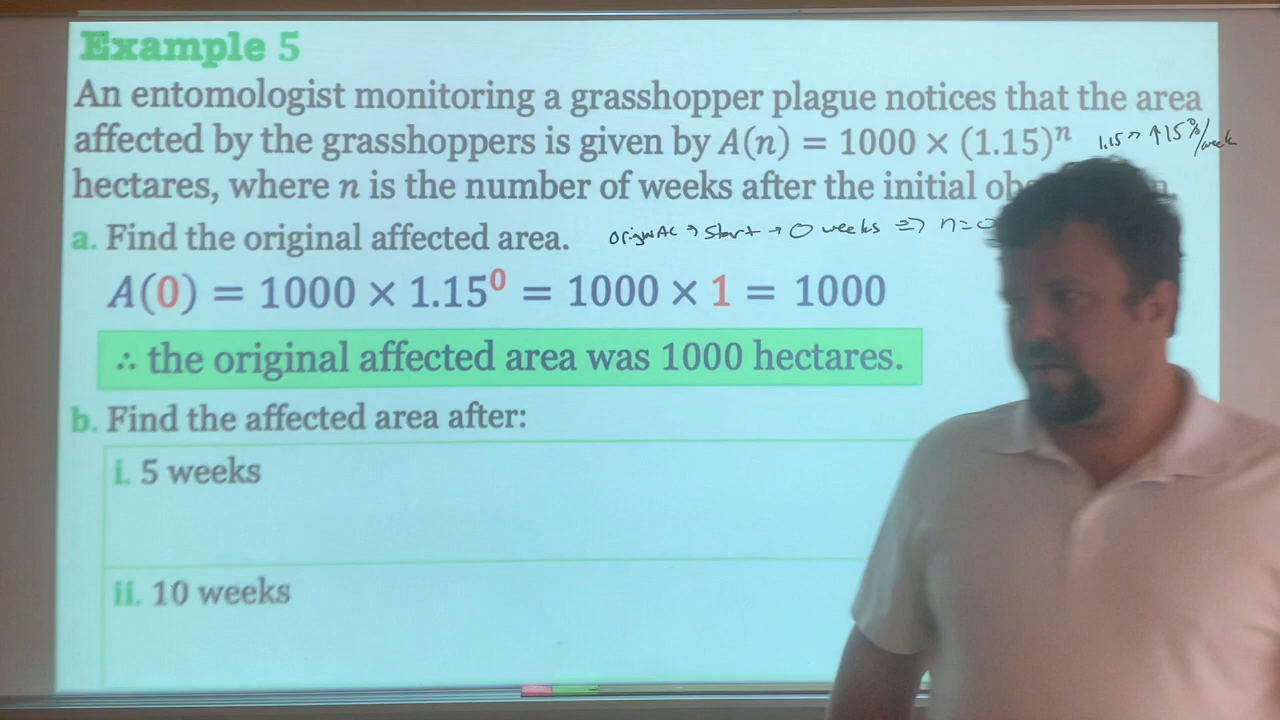 Example 5
An entomologist monitoring a grasshopper plague notices that the area
affected by the grasshoppers is given by A(n) = 1000 × (1.15)ⁿ 1.15 → ↑15%/week
hectares, where n is the number of weeks after the initial
a. Find the original affected area. original → start → 0 weeks ⇒ n=0
A(0) = 1000 × 1.15⁰ = 1000 × 1 = 1000
∴ the original affected area was 1000 hectares.
b. Find the affected area after:
i. 5 weeks
ii. 10 weeks